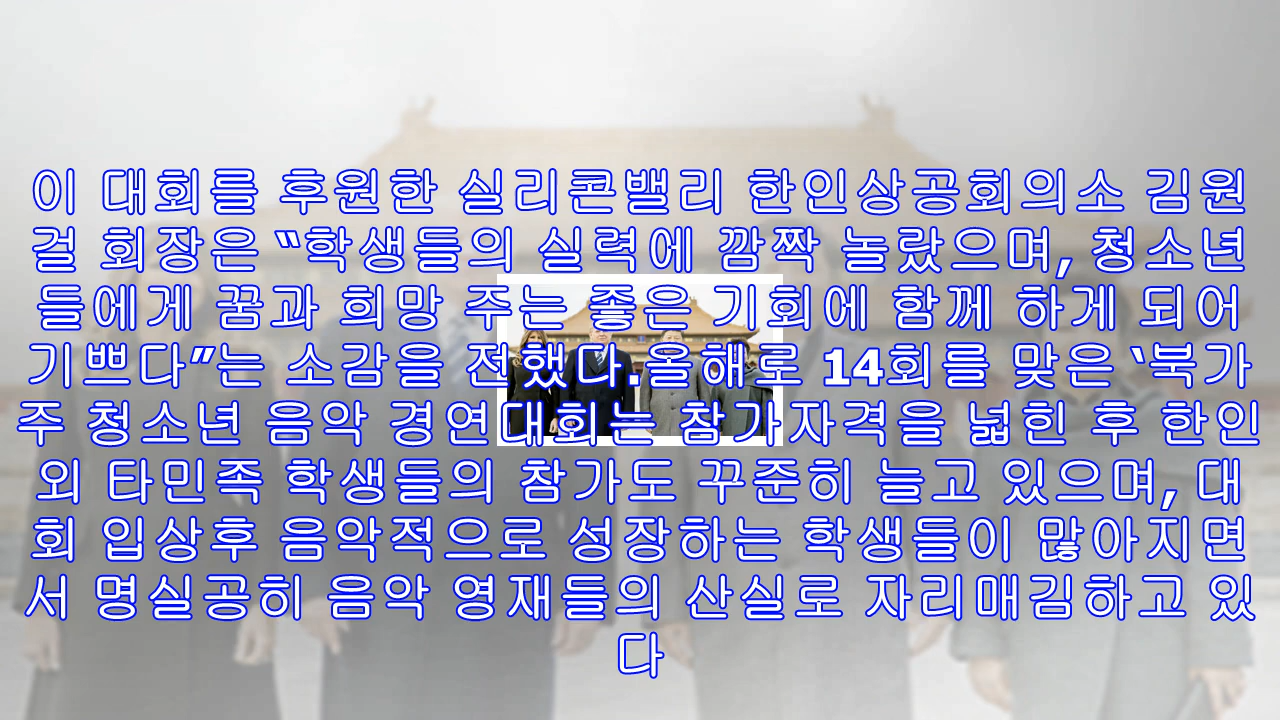 이 대회를 후원한 실리콘밸리 한인상공회의소 김원
걸 회장은 “학생들의 실력에 깜짝 놀랐으며, 청소년
들에게 꿈과 희망 주는 좋은 기회에 함께 하게 되어
기쁘다”는 소감을 전했다.올해로 14회를 맞은 ‘북가
주 청소년 음악 경연대회는 참가자격을 넓힌 후 한인
외 타민족 학생들의 참가도 꾸준히 늘고 있으며, 대
회 입상후 음악적으로 성장하는 학생들이 많아지면
서 명실공히 음악 영재들의 산실로 자리매김하고 있
다